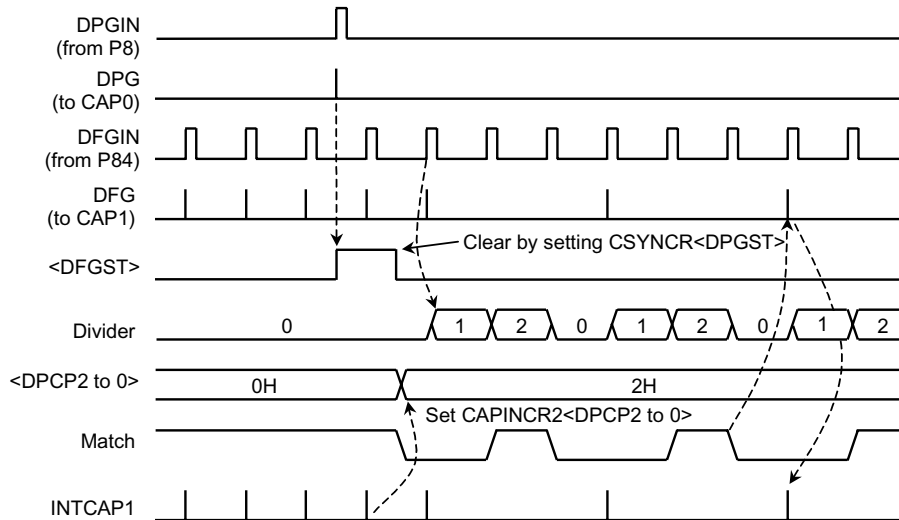 DPGIN
(from P8)
DPG
(to CAP0)
DFGIN
(from P84)
DFG
(to CAP1)
Clear by setting CSYNCR<DPGST>
<DFGST>
Divider
0 1 2 0 1 2 0 1 2
<DPCP2 to 0>
0H 2H
Set CAPINCR2<DPCP2 to 0>
Match
INTCAP1